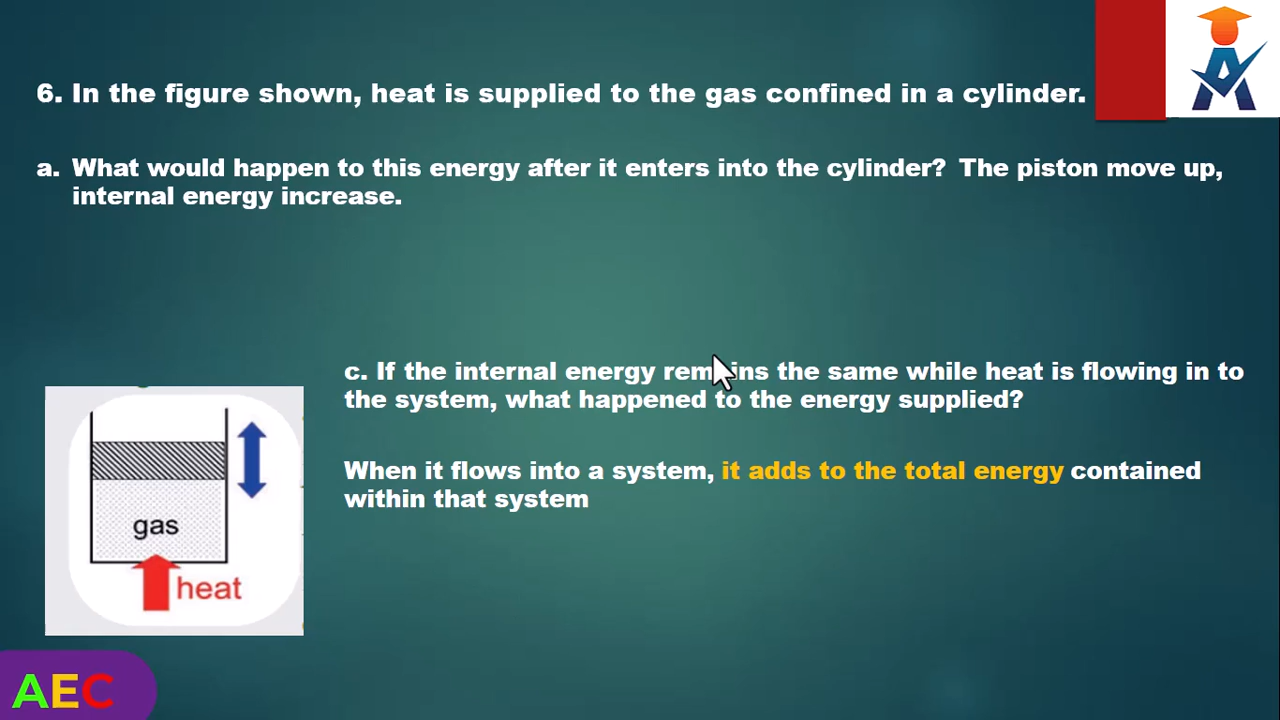 6. In the figure shown, heat is supplied to the gas confined in a cylinder.
a. What would happen to this energy after it enters into the cylinder? The piston move up,
internal energy increase.
c. If the internal energy remains the same while heat is flowing in to
the system, what happened to the energy supplied?
When it flows into a system, it adds to the total energy contained
within that system
gas
heat
AEC